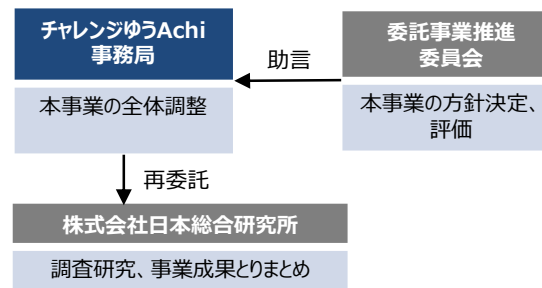 チャレンジゆうAchi
事務局
本事業の全体調整
助言
委託事業推進
委員会
本事業の方針決定、
評価
再委託
株式会社日本総合研究所
調査研究、事業成果とりまとめ